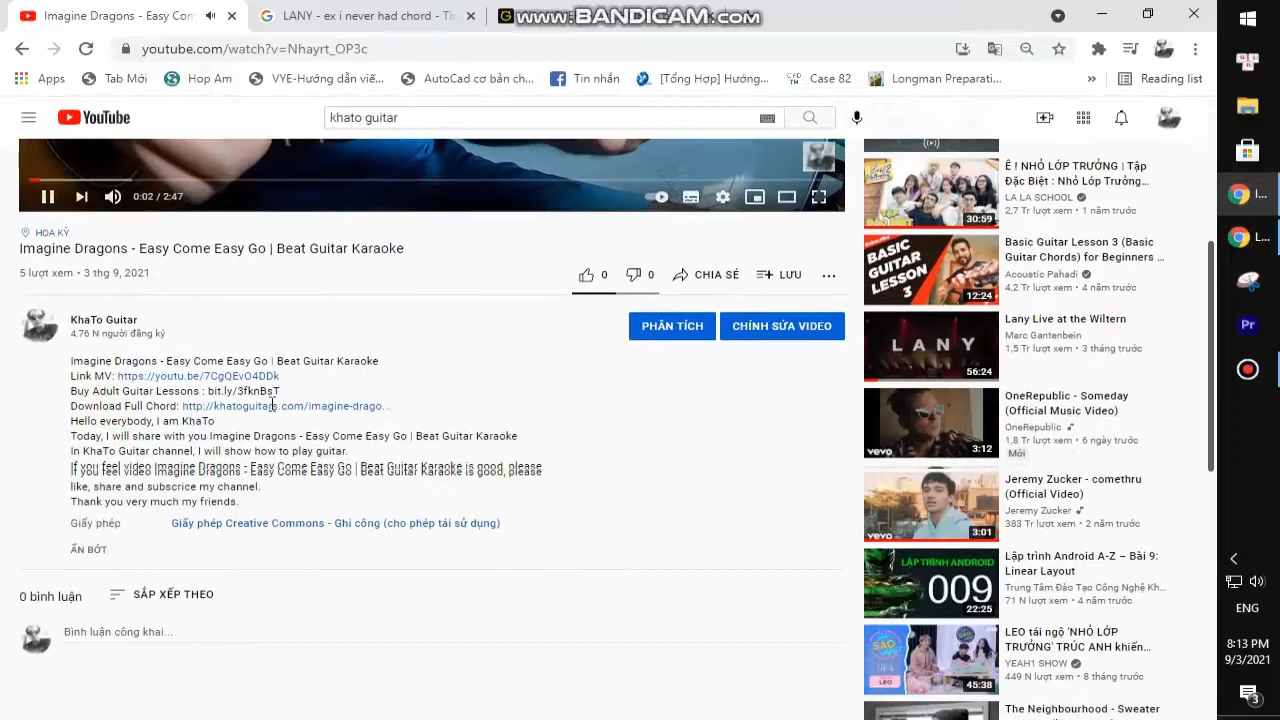 Imagine Dragons - Easy Con
LANY - ex i never had chord - T
www.BANDICAM.com
youtube.com/watch?v=Nhayrt_OP3c
Apps
Tab Mới
Hop Am
VYE-Hướng dẫn viế...
AutoCad cơ bản ch...
Tin nhắn
[Tổng Hợp] Hướng...
Case 82
Longman Preparati...
Reading list
YouTube
khato guitar
0:02 / 2:47
HOA KỲ
Imagine Dragons - Easy Come Easy Go | Beat Guitar Karaoke
5 lượt xem • 3 thg 9, 2021
0
0
CHIA SẺ
LƯU
KhaTo Guitar
4.76 N người đăng ký
PHÂN TÍCH
CHỈNH SỬA VIDEO
Imagine Dragons - Easy Come Easy Go | Beat Guitar Karaoke
Link MV: https://youtu.be/7CgQEvO4DDk
Buy Adult Guitar Lessons : bit.ly/3fknBsT
Download Full Chord: http://khatoguitars.com/imagine-drago...
Hello everybody, I am KhaTo
Today, I will share with you Imagine Dragons - Easy Come Easy Go | Beat Guitar Karaoke
In KhaTo Guitar channel, I will show how to play guitar
If you feel video Imagine Dragons - Easy Come Easy Go | Beat Guitar Karaoke is good, please
like, share and subscrice my channel.
Thank you very much my friends.
Giấy phép
Giấy phép Creative Commons - Ghi công (cho phép tái sử dụng)
ẨN BỚT
0 bình luận
SẮP XẾP THEO
Bình luận công khai...
30:59
Ê ! NHỎ LỚP TRƯỞNG | Tập
Đặc Biệt : Nhỏ Lớp Trưởng...
LA LA SCHOOL
2,7 Tr lượt xem • 1 năm trước
BASIC
GUITAR
LESSON
3
12:24
Basic Guitar Lesson 3 (Basic
Guitar Chords) for Beginners ...
Acoustic Pahadi
4,2 Tr lượt xem • 4 năm trước
LANY
56:24
Lany Live at the Wiltern
Marc Gantenbein
1,5 Tr lượt xem • 3 tháng trước
vevo
3:12
OneRepublic - Someday
(Official Music Video)
OneRepublic
1,8 Tr lượt xem • 6 ngày trước
Mới
vevo
3:01
Jeremy Zucker - comethru
(Official Video)
Jeremy Zucker
383 Tr lượt xem • 2 năm trước
LẬP TRÌNH ANDROID
009
22:25
Lập trình Android A-Z – Bài 9:
Linear Layout
Trung Tâm Đào Tạo Công Nghệ Kh...
71 N lượt xem • 4 năm trước
LEO
45:38
LEO tái ngộ 'NHỎ LỚP
TRƯỞNG' TRÚC ANH khiến...
YEAH1 SHOW
449 N lượt xem • 8 tháng trước
The Neighbourhood - Sweater
I...
L...
Pr
ENG
8:13 PM
9/3/2021
3